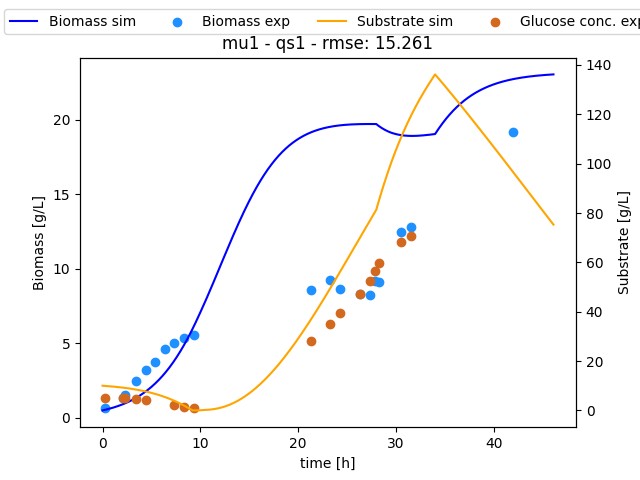 Biomass sim Biomass exp Substrate sim Glucose conc. exp
mu1 - qs1 - rmse: 15.261
Biomass [g/L]
20
15
10
5
0
140
120
100
80
60
40
20
0
Substrate [g/L]
0 10 20 30 40
time [h]